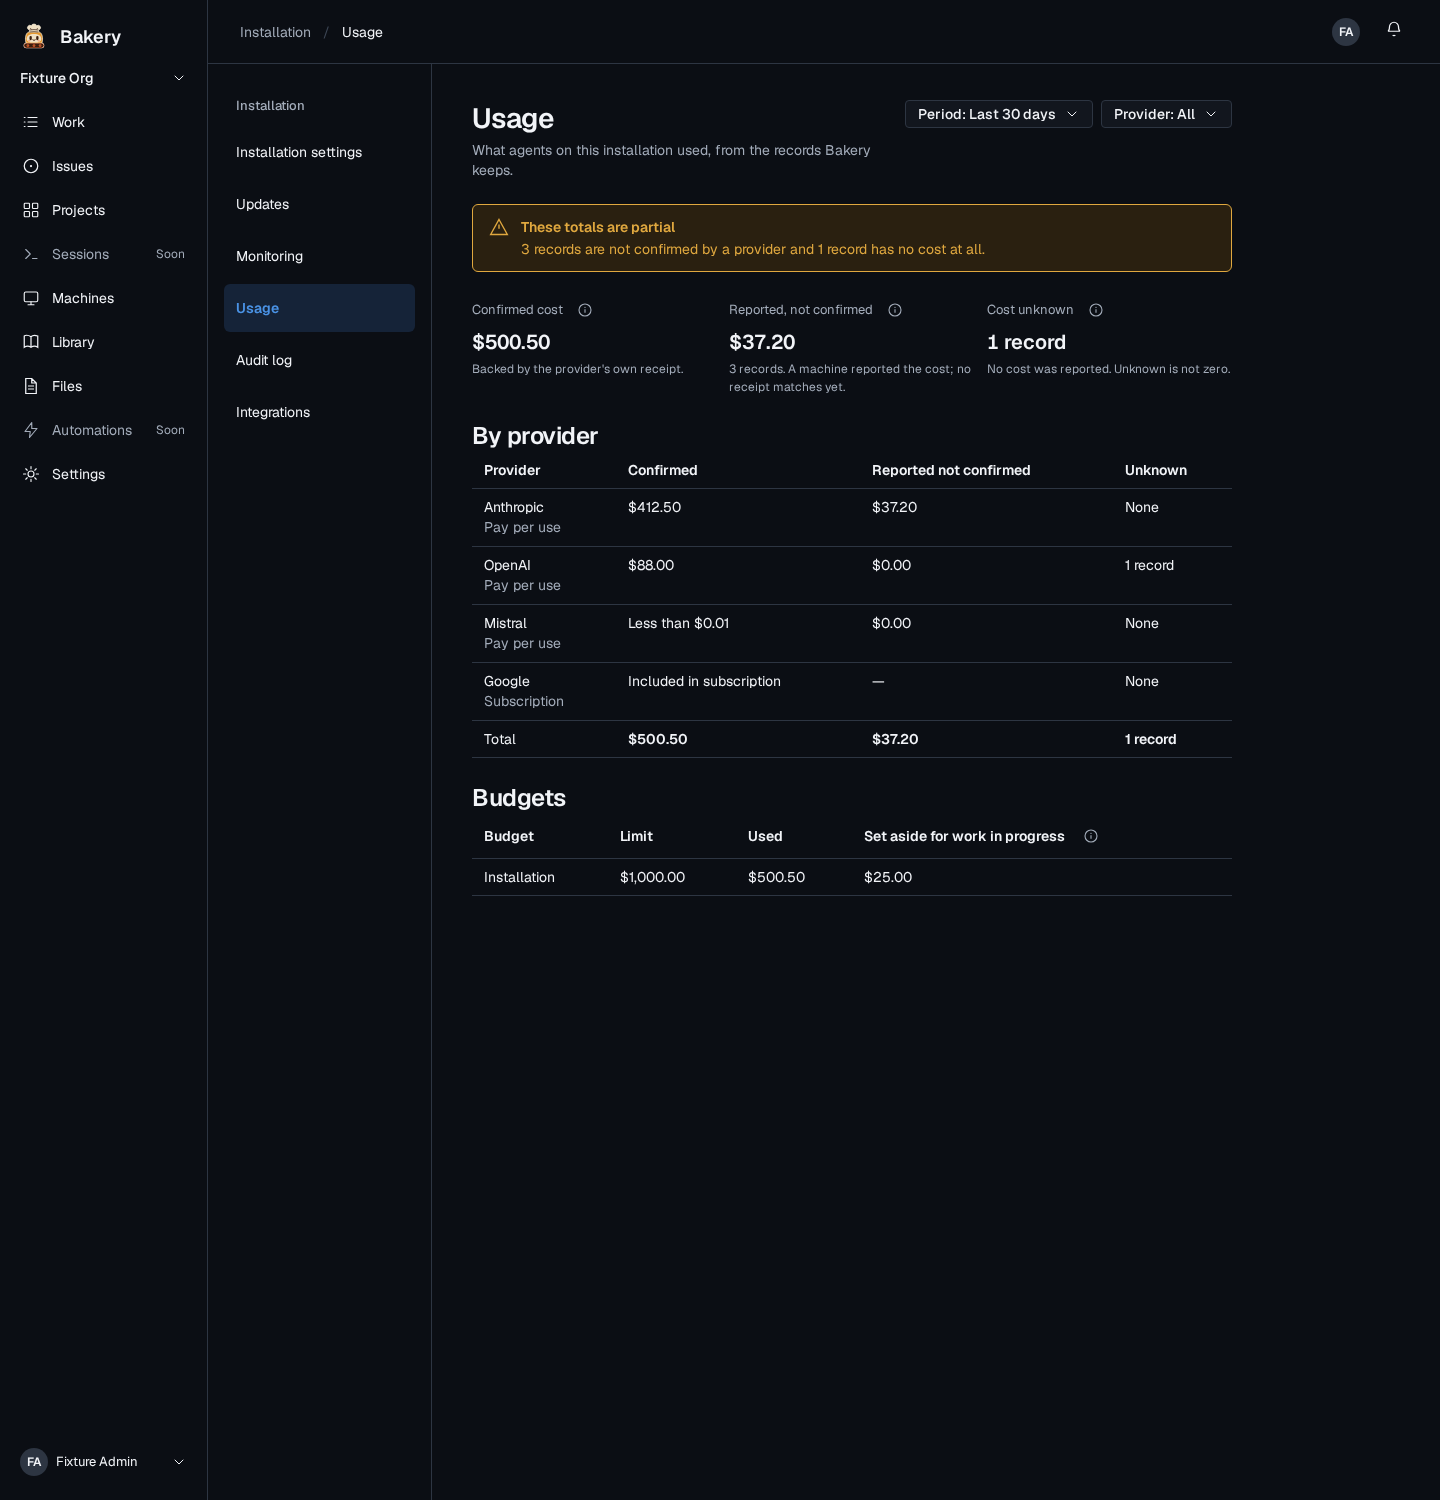 Bakery
Fixture Org
Work
Issues
Projects
Sessions Soon
Machines
Library
Files
Automations Soon
Settings
FA Fixture Admin
Installation / Usage
FA
Installation
Installation settings
Updates
Monitoring
Usage
Audit log
Integrations
Usage
What agents on this installation used, from the records Bakery
keeps.
Period: Last 30 days
Provider: All
These totals are partial
3 records are not confirmed by a provider and 1 record has no cost at all.
Confirmed cost
$500.50
Backed by the provider's own receipt.
Reported, not confirmed
$37.20
3 records. A machine reported the cost; no
receipt matches yet.
Cost unknown
1 record
No cost was reported. Unknown is not zero.
By provider
Provider Confirmed Reported not confirmed Unknown
Anthropic $412.50 $37.20 None
Pay per use
OpenAI $88.00 $0.00 1 record
Pay per use
Mistral Less than $0.01 $0.00 None
Pay per use
Google Included in subscription — None
Subscription
Total $500.50 $37.20 1 record
Budgets
Budget Limit Used Set aside for work in progress
Installation $1,000.00 $500.50 $25.00